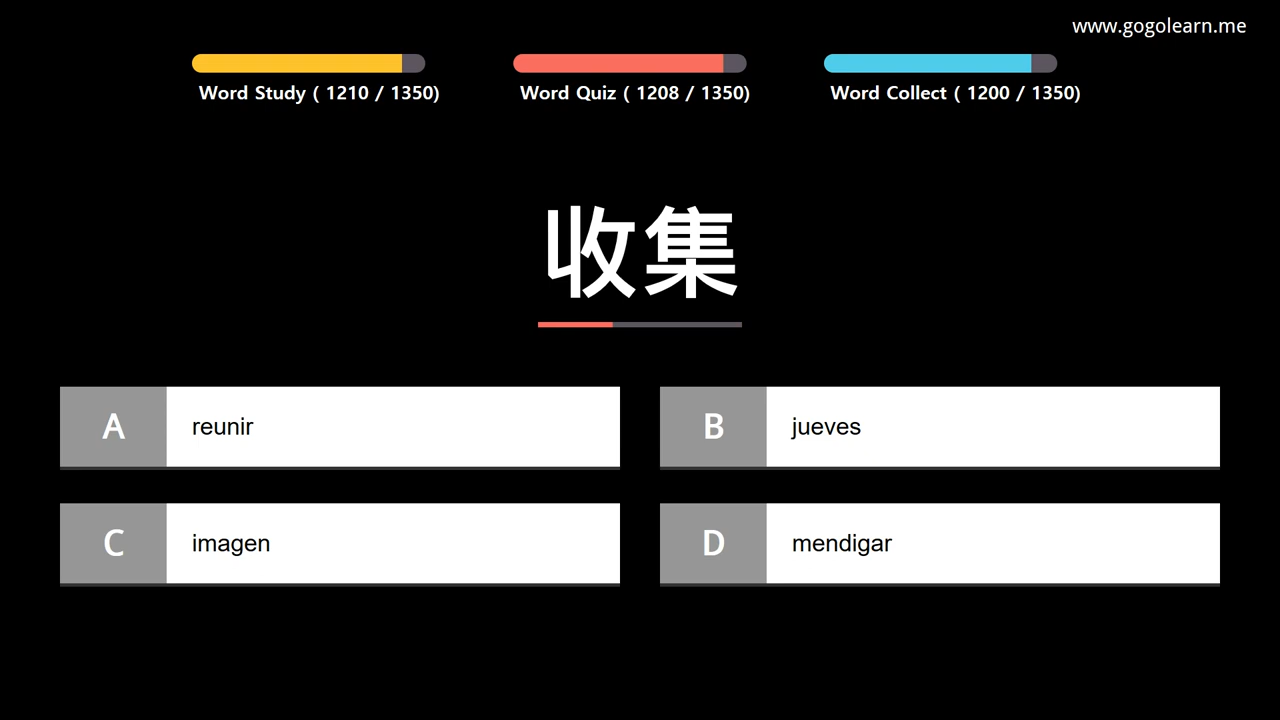 www.gogolearn.me
Word Study ( 1210 / 1350)
Word Quiz ( 1208 / 1350)
Word Collect ( 1200 / 1350)
收集
A reunir
B jueves
C imagen
D mendigar